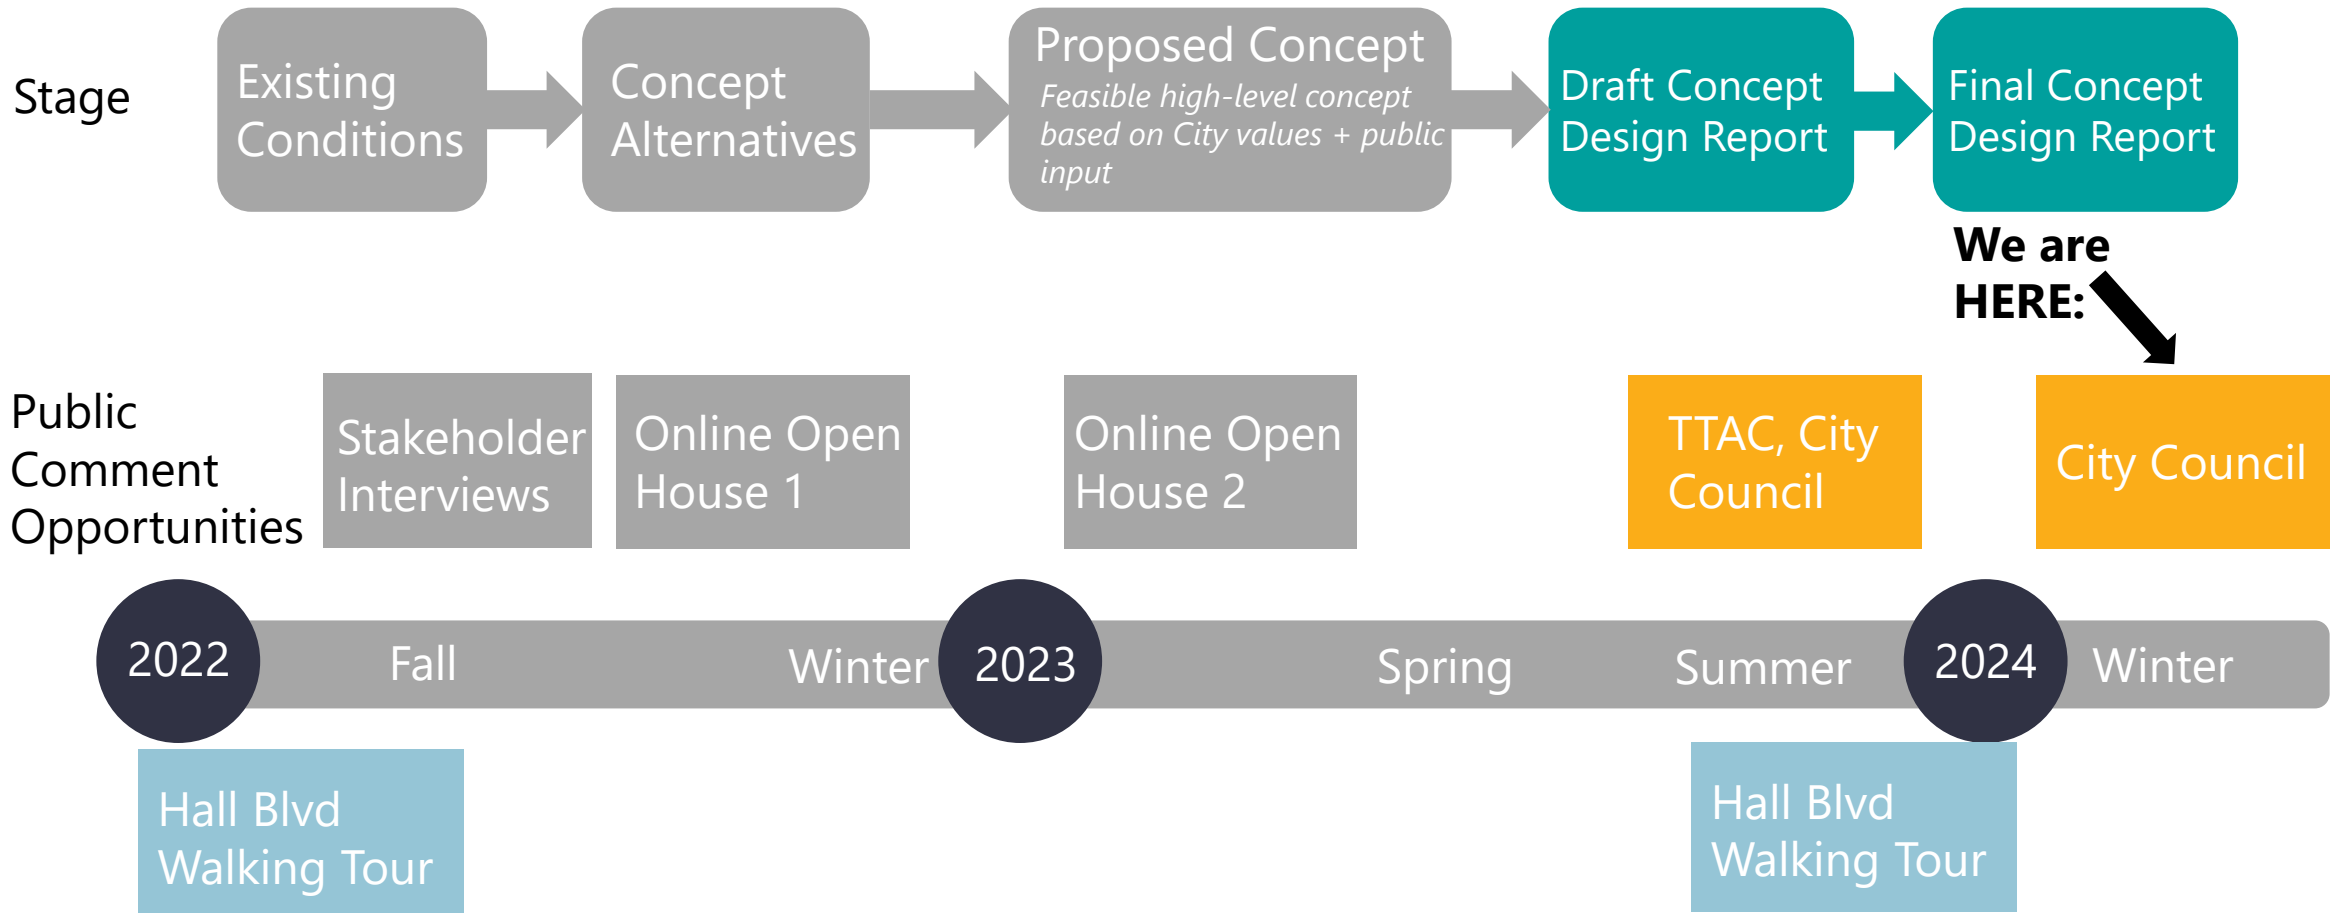 Stage
Existing
Conditions
Concept
Alternatives
Proposed Concept
Feasible high-level concept
based on City values + public
input
Draft Concept
Design Report
Final Concept
Design Report
We are
HERE:
Public
Comment
Opportunities
Stakeholder
Interviews
Online Open
House 1
Online Open
House 2
TTAC, City
Council
City Council
2022
Fall
Winter
2023
Spring
Summer
2024
Winter
Hall Blvd
Walking Tour
Hall Blvd
Walking Tour